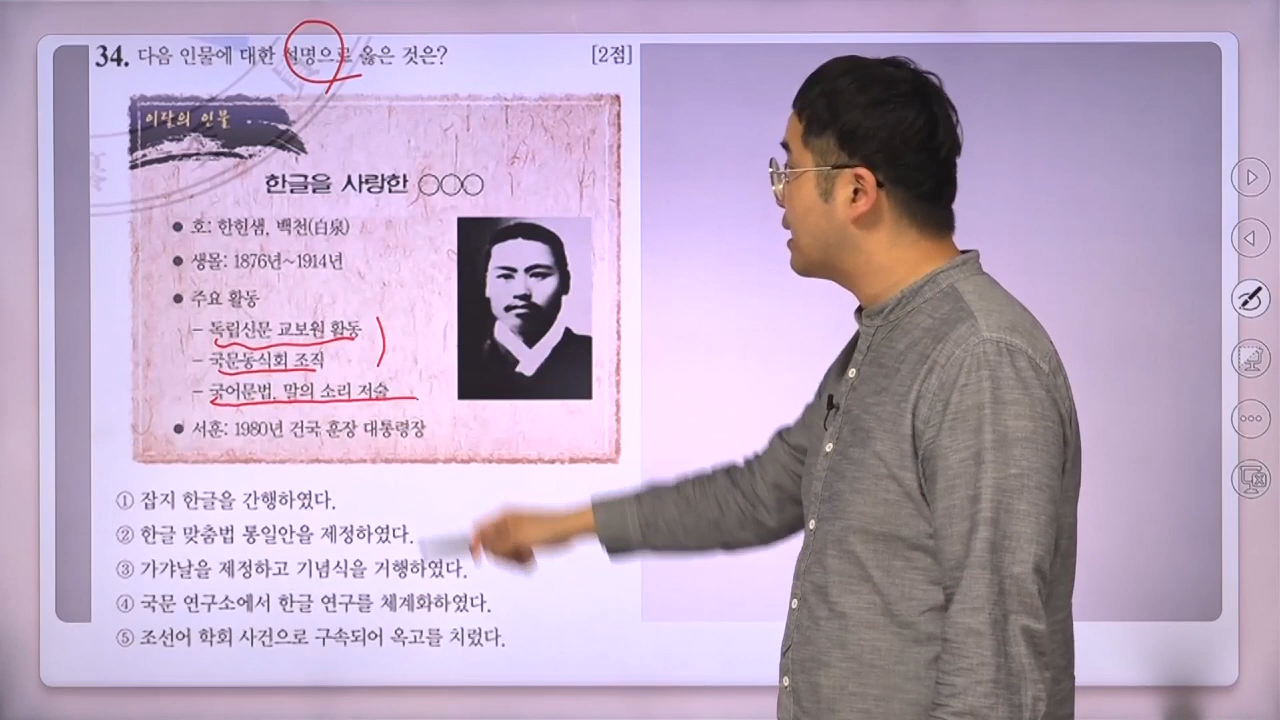 34. 다음 인물에 대한 설명으로 옳은 것은? [2점]
이달의 인물
한글을 사랑한 ○○○
● 호: 한힌샘, 백천(白泉)
● 생몰: 1876년~1914년
● 주요 활동
- 독립신문 교보원 활동
- 국문동식회 조직
- 국어문법, 말의 소리 저술
● 서훈: 1980년 건국 훈장 대통령장
① 잡지 한글을 간행하였다.
② 한글 맞춤법 통일안을 제정하였다.
③ 가갸날을 제정하고 기념식을 거행하였다.
④ 국문 연구소에서 한글 연구를 체계화하였다.
⑤ 조선어 학회 사건으로 구속되어 옥고를 치렀다.